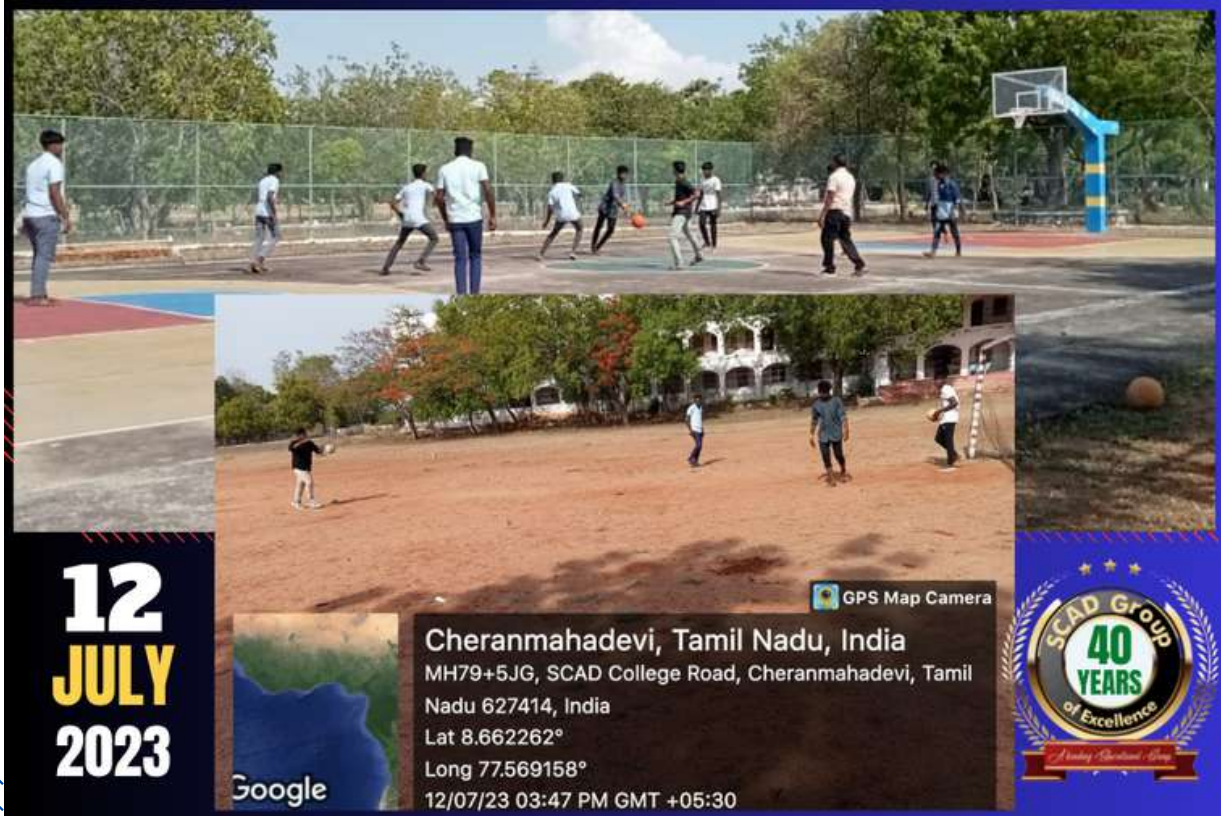 12
JULY
2023
GPS Map Camera
Cheranmahadevi, Tamil Nadu, India
MH79+5JG, SCAD College Road, Cheranmahadevi, Tamil
Nadu 627414, India
Lat 8.662262°
Long 77.569158°
12/07/23 03:47 PM GMT +05:30
Google
SCAD Group
40
YEARS
of Excellence